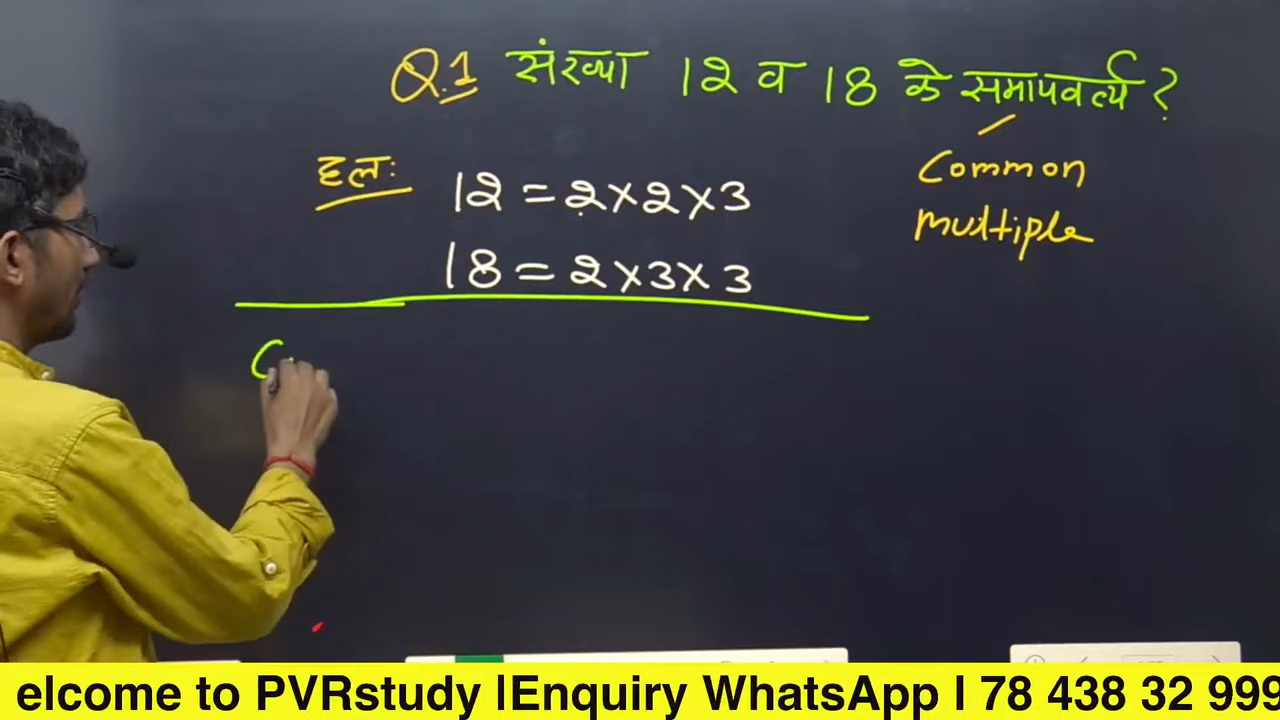 Q.1 संख्या 12 व 18 के समापवर्त्य ?
हल:
12 = 2×2×3
18 = 2×3×3
Common
multiple
C
elcome to PVRstudy |Enquiry WhatsApp | 78 438 32 999